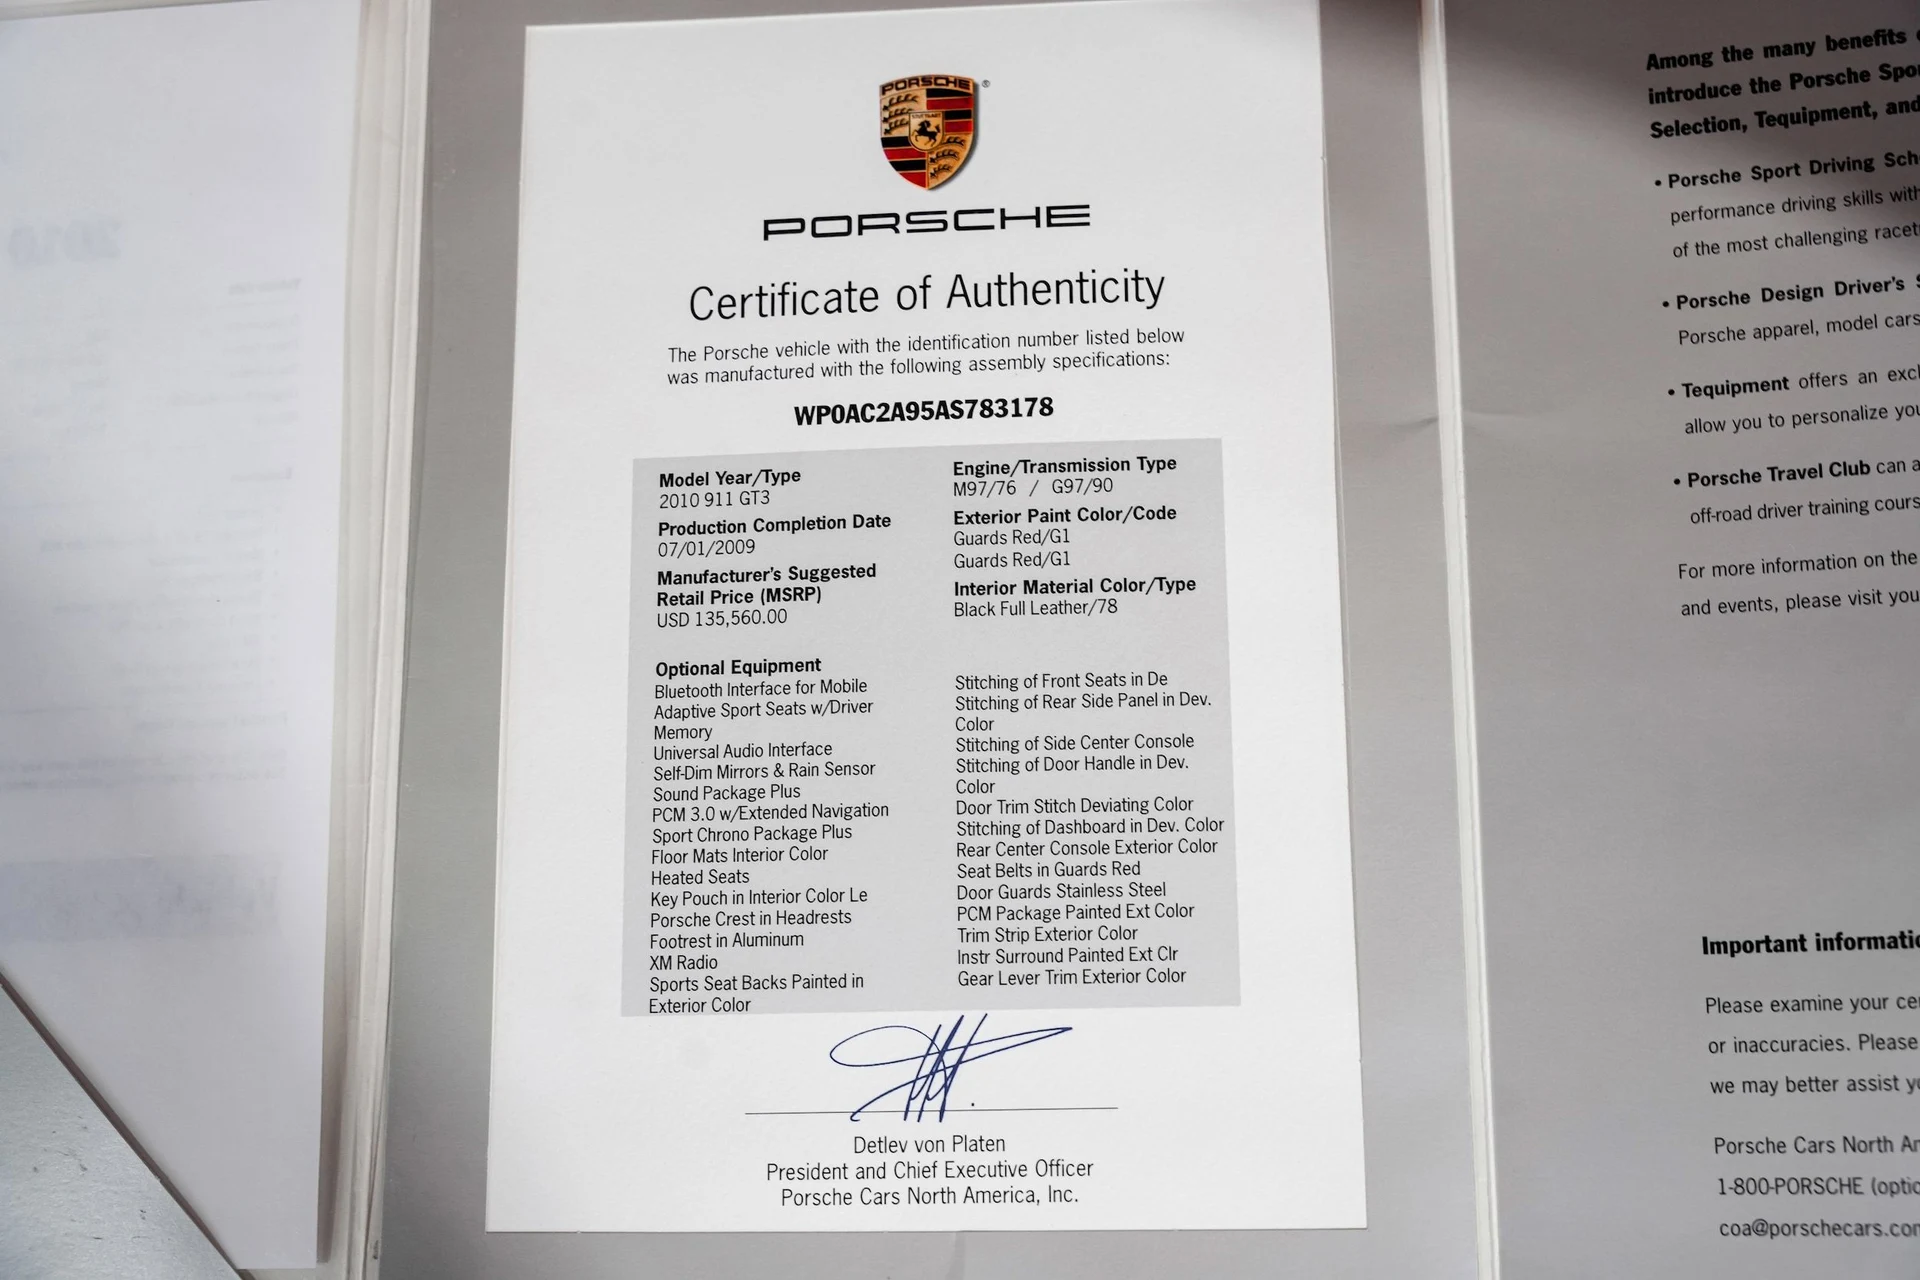 2010
PORSCHE
STUTTGART
PORSCHE
Certificate of Authenticity
The Porsche vehicle with the identification number listed below
was manufactured with the following assembly specifications:
WP0AC2A95AS783178
Model Year/Type
2010 911 GT3
Production Completion Date
07/01/2009
Manufacturer's Suggested
Retail Price (MSRP)
USD 135,560.00
Engine/Transmission Type
M97/76 / G97/90
Exterior Paint Color/Code
Guards Red/G1
Guards Red/G1
Interior Material Color/Type
Black Full Leather/78
Optional Equipment
Bluetooth Interface for Mobile
Adaptive Sport Seats w/Driver
Memory
Universal Audio Interface
Self-Dim Mirrors & Rain Sensor
Sound Package Plus
PCM 3.0 w/Extended Navigation
Sport Chrono Package Plus
Floor Mats Interior Color
Heated Seats
Key Pouch in Interior Color Le
Porsche Crest in Headrests
Footrest in Aluminum
XM Radio
Sports Seat Backs Painted in
Exterior Color
Stitching of Front Seats in De
Stitching of Rear Side Panel in Dev.
Color
Stitching of Side Center Console
Stitching of Door Handle in Dev.
Color
Door Trim Stitch Deviating Color
Stitching of Dashboard in Dev. Color
Rear Center Console Exterior Color
Seat Belts in Guards Red
Door Guards Stainless Steel
PCM Package Painted Ext Color
Trim Strip Exterior Color
Instr Surround Painted Ext Clr
Gear Lever Trim Exterior Color
Detlev von Platen
President and Chief Executive Officer
Porsche Cars North America, Inc.
Among the many benefits
introduce the Porsche
Selection, Tequipment, and
• Porsche Sport Driving
performance driving skills with
of the most challenging
• Porsche Design Driver's
Porsche apparel, model cars
• Tequipment offers an
allow you to personalize
• Porsche Travel Club can
off-road driver training
For more information on the
and events, please visit
Important
Please examine your
or inaccuracies. Please
we may better assist
Porsche Cars North
1-800-PORSCHE
coa@porschecars.com